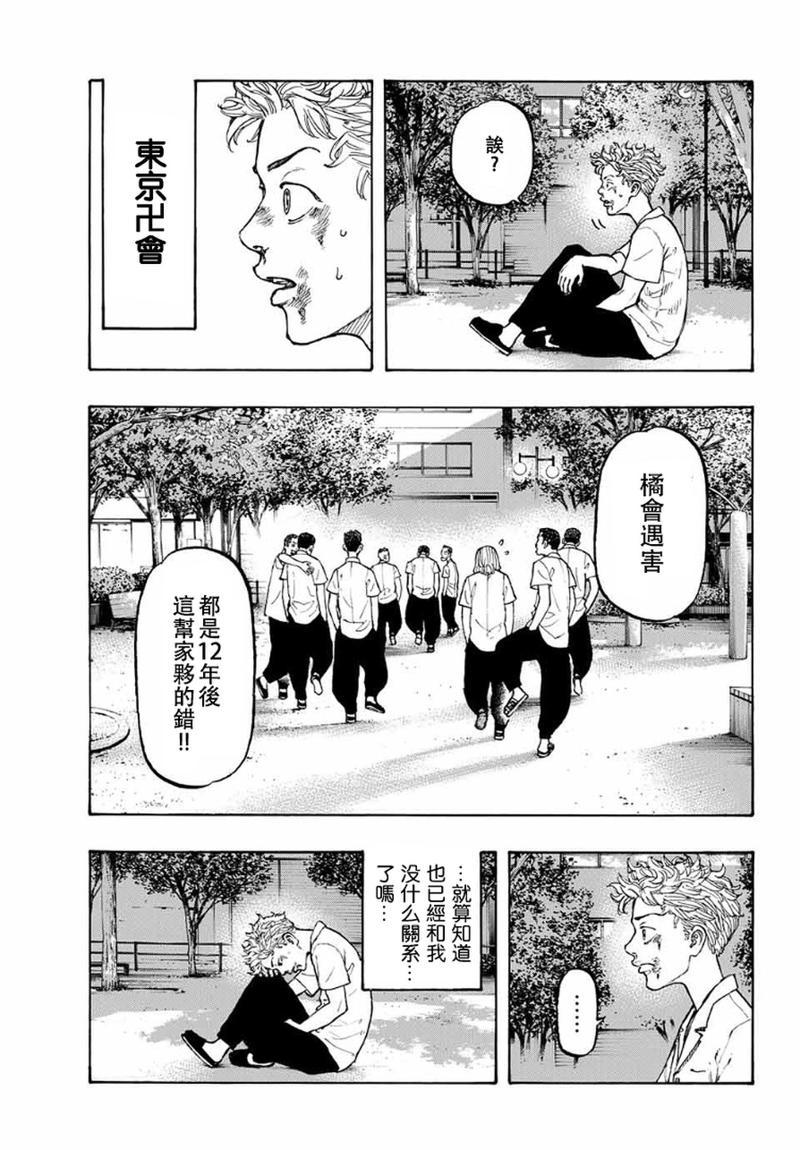 誒?
東京卍會
橘會遇害
都是12年後
這幫家夥的錯!!
……
…就算知道
也已經和我
没什么關系…
了嗎…